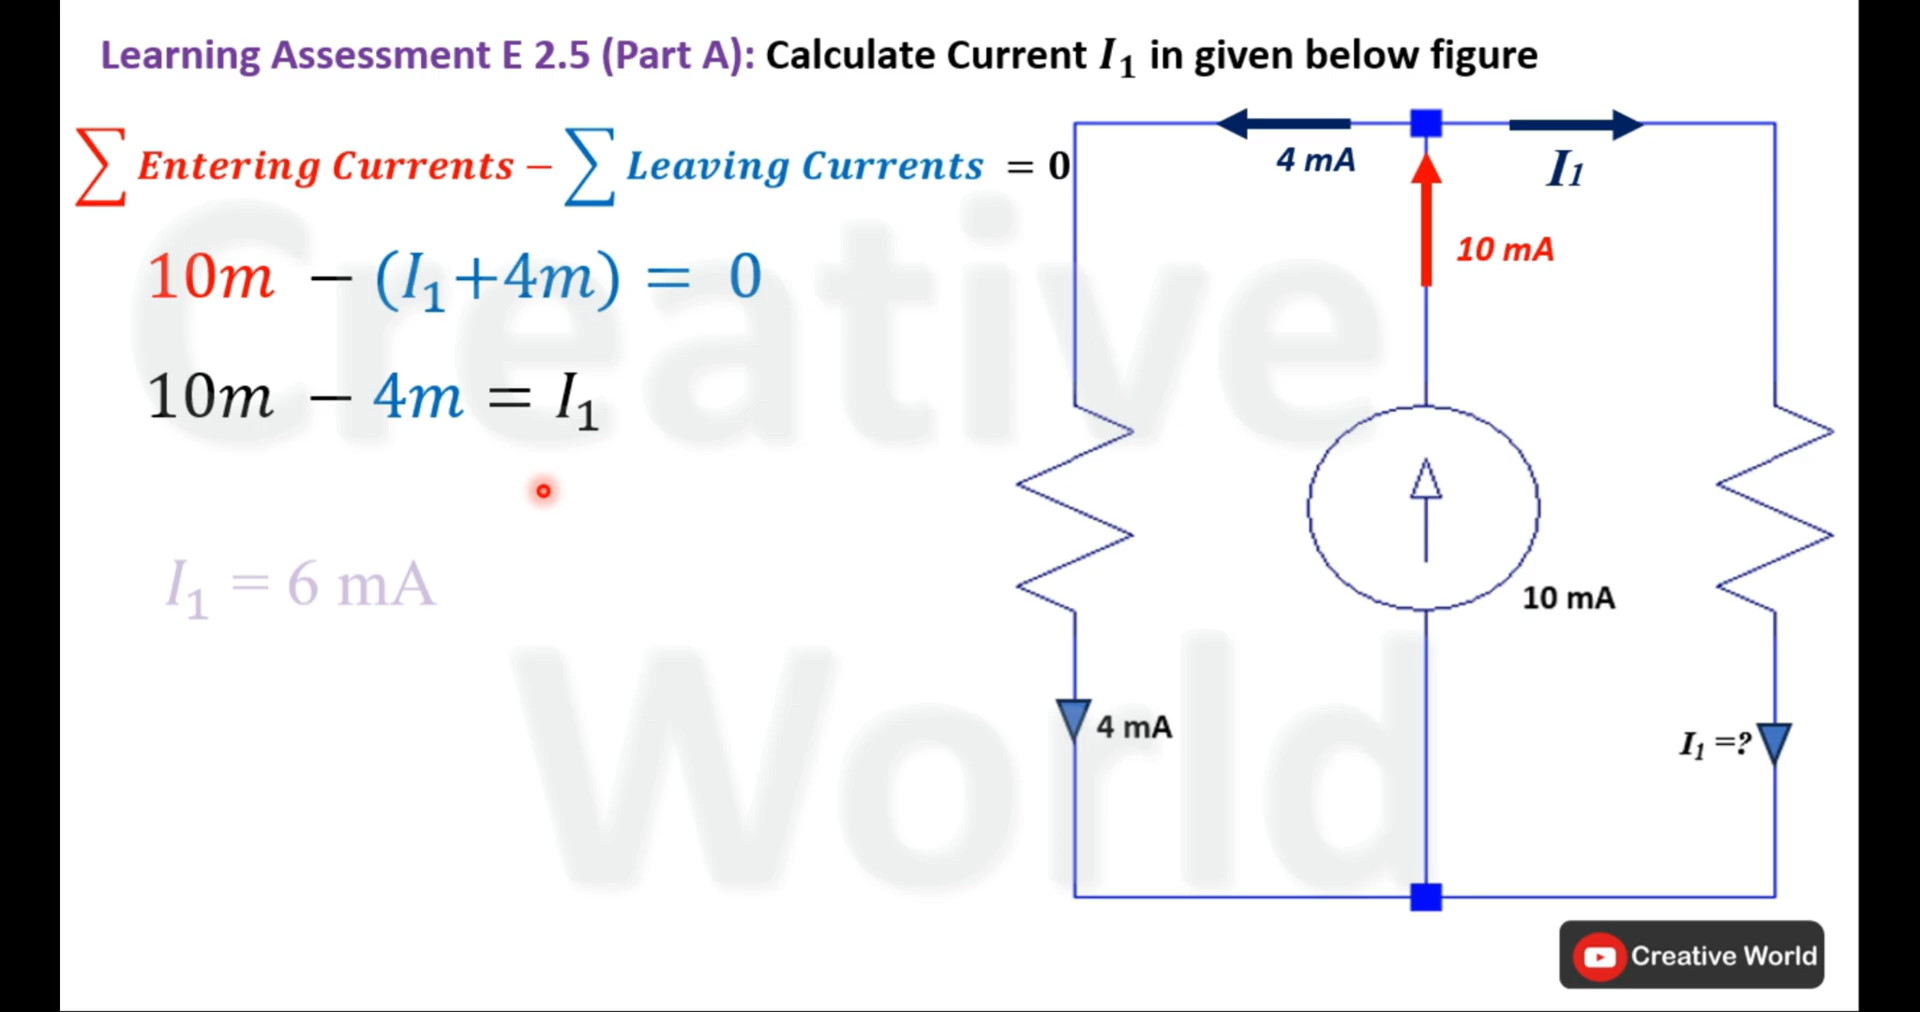 Learning Assessment E 2.5 (Part A): Calculate Current I₁ in given below figure
∑ Entering Currents − ∑ Leaving Currents = 0
10m − (I₁+4m) = 0
10m − 4m = I₁
I₁ = 6 mA
4 mA
I₁
10 mA
10 mA
4 mA
I₁ =?
Creative
World
Creative World